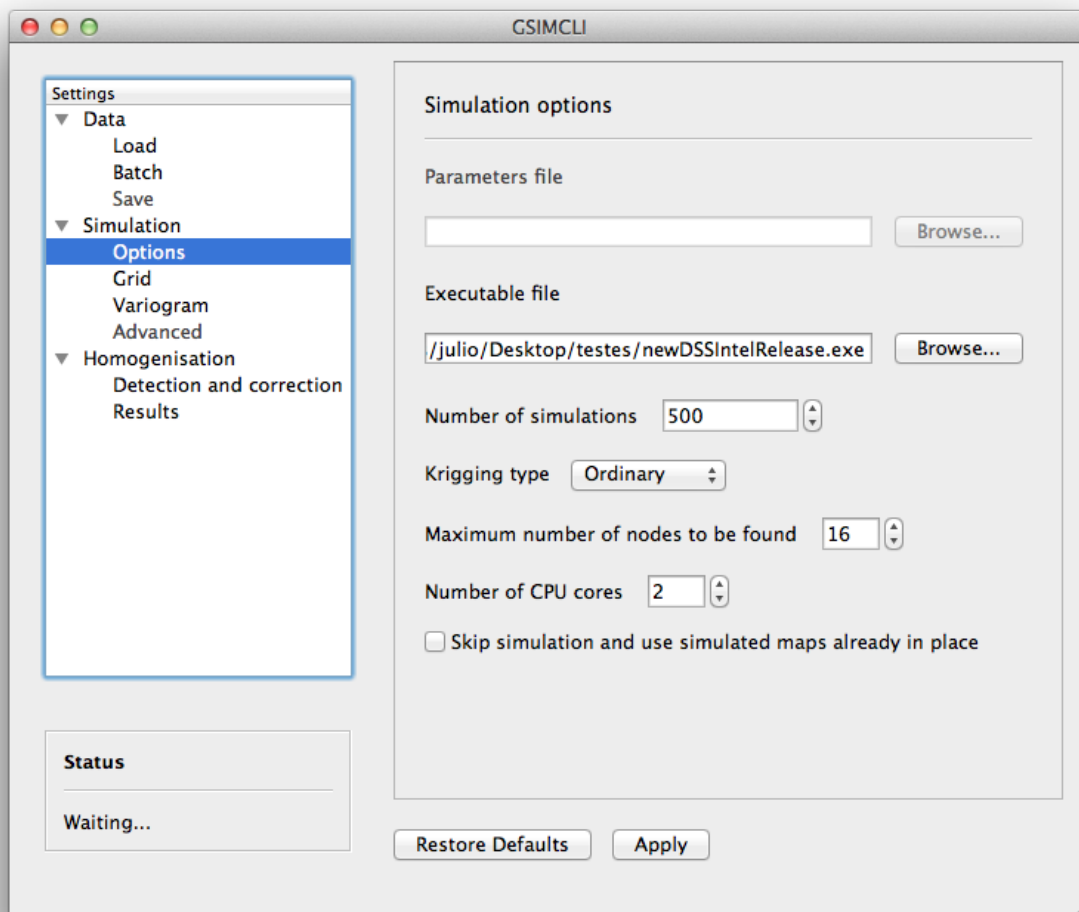 GSIMCLI
Settings
Data
Load
Batch
Save
Simulation
Options
Grid
Variogram
Advanced
Homogenisation
Detection and correction
Results
Status
Waiting...
Simulation options
Parameters file
Browse...
Executable file
/julio/Desktop/testes/newDSSIntelRelease.exe
Browse...
Number of simulations 500
Krigging type Ordinary
Maximum number of nodes to be found 16
Number of CPU cores 2
Skip simulation and use simulated maps already in place
Restore Defaults Apply